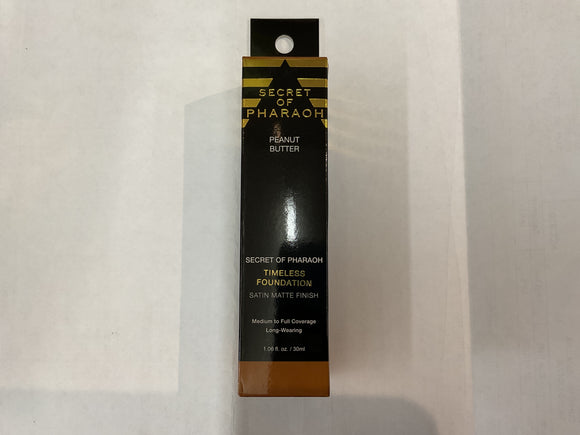 SECRET
OF
PHARAOH
PEANUT
BUTTER
SECRET OF PHARAOH
TIMELESS
FOUNDATION
SATIN MATTE FINISH
Medium to Full Coverage
Long-Wearing
1.06 fl. oz. / 30ml